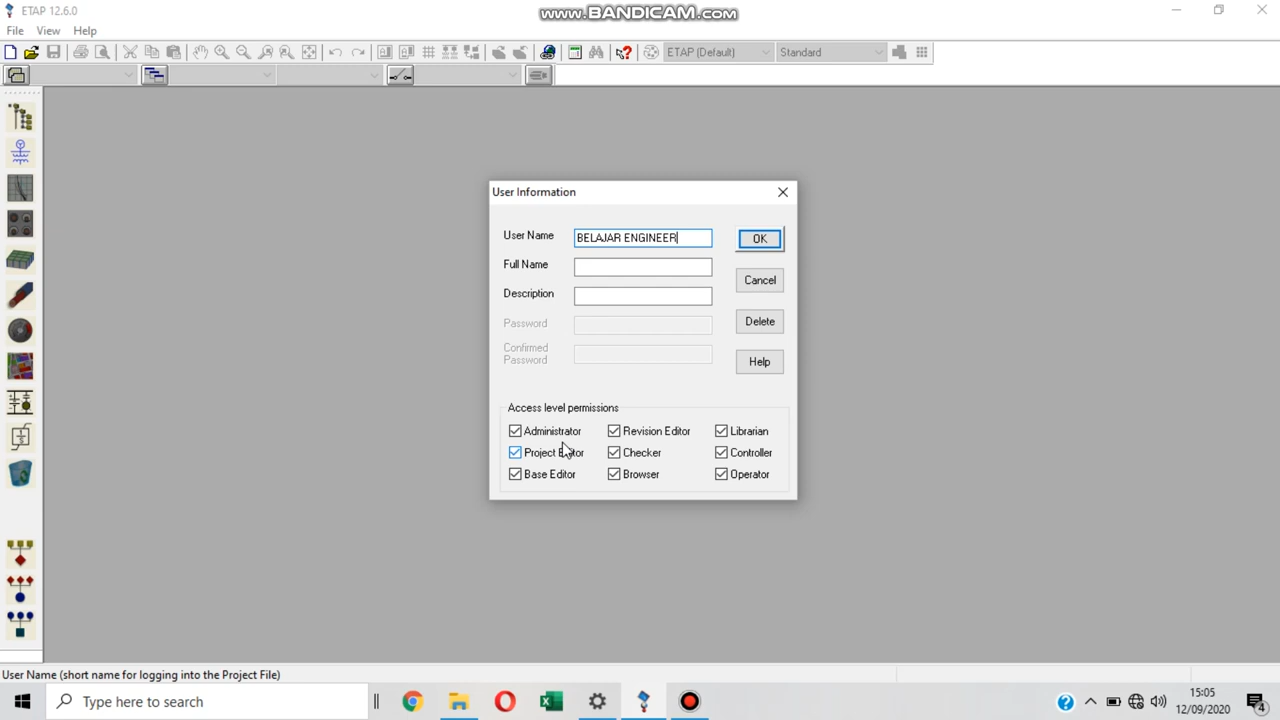 ETAP 12.6.0
www.BANDICAM.com
File View Help
ETAP (Default) Standard
User Information
User Name BELAJAR ENGINEER OK
Full Name
Cancel
Description
Password Delete
Confirmed
Password
Help
Access level permissions
Administrator Revision Editor Librarian
Project Editor Checker Controller
Base Editor Browser Operator
User Name (short name for logging into the Project File)
Type here to search
15:05
12/09/2020
4